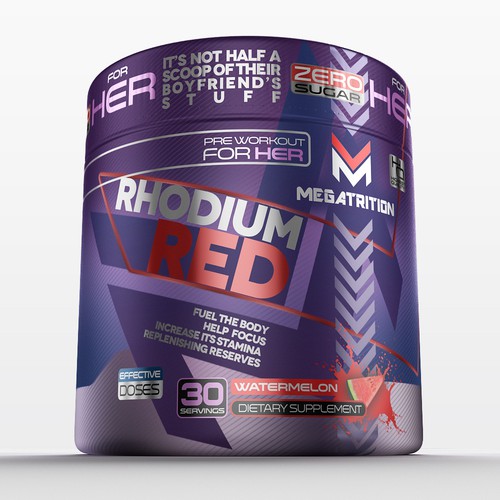 FOR
HER
IT'S NOT HALF A
SCOOP OF THEIR
BOYFRIEND'S
STUFF
ZERO
SUGAR
FOR
HER
PRE WORKOUT
FOR HER
MEGATRITION
RHODIUM
RED
FUEL THE BODY
HELP FOCUS
INCREASE ITS STAMINA
REPLENISHING RESERVES
EFFECTIVE
DOSES
30
SERVINGS
WATERMELON
DIETARY SUPPLEMENT